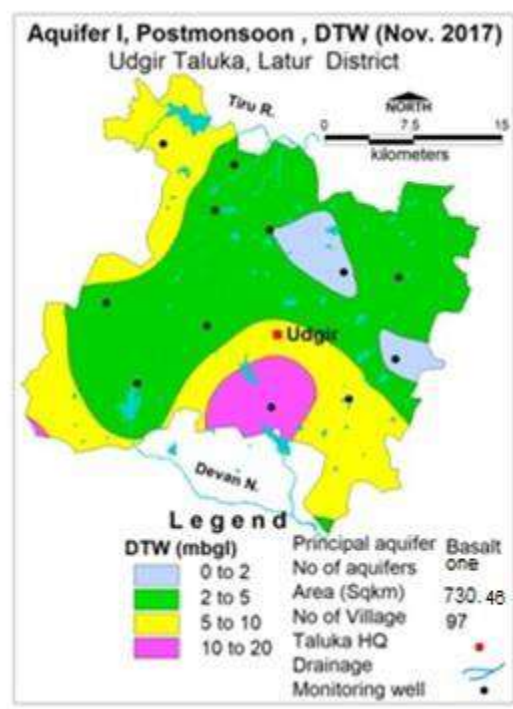 Aquifer I, Postmonsoon , DTW (Nov. 2017)
Udgir Taluka, Latur District
Tiru R.
NORTH
0 7.5 15
kilometers
Udgir
Devan N.
Legend
DTW (mbgl)
0 to 2
2 to 5
5 to 10
10 to 20
Principal aquifer Basalt
No of aquifers one
Area (Sqkm) 730.46
No of Village 97
Taluka HQ
Drainage
Monitoring well